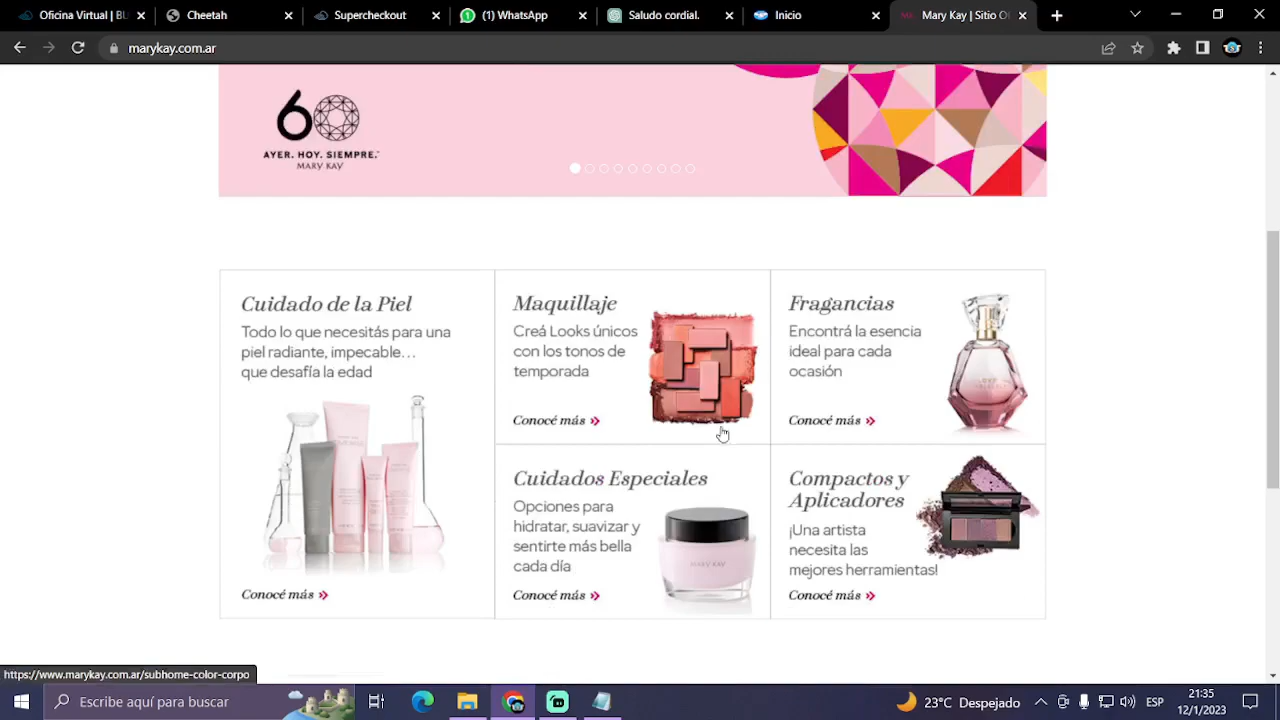 Oficina Virtual | BU
Cheetah
Supercheckout
(1) WhatsApp
Saludo cordial.
Inicio
Mary Kay | Sitio O
marykay.com.ar
60
AYER. HOY. SIEMPRE.
MARY KAY
Cuidado de la Piel
Todo lo que necesitás para una
piel radiante, impecable...
que desafía la edad
Conocé más »
Maquillaje
Creá Looks únicos
con los tonos de
temporada
Conocé más »
Fragancias
Encontrá la esencia
ideal para cada
ocasión
Conocé más »
Cuidados Especiales
Opciones para
hidratar, suavizar y
sentirte más bella
cada día
MARY KAY
Conocé más »
Compactos y
Aplicadores
¡Una artista
necesita las
mejores herramientas!
Conocé más »
https://www.marykay.com.ar/subhome-color-corpo
Escribe aquí para buscar
23°C Despejado
ESP
21:35
12/1/2023